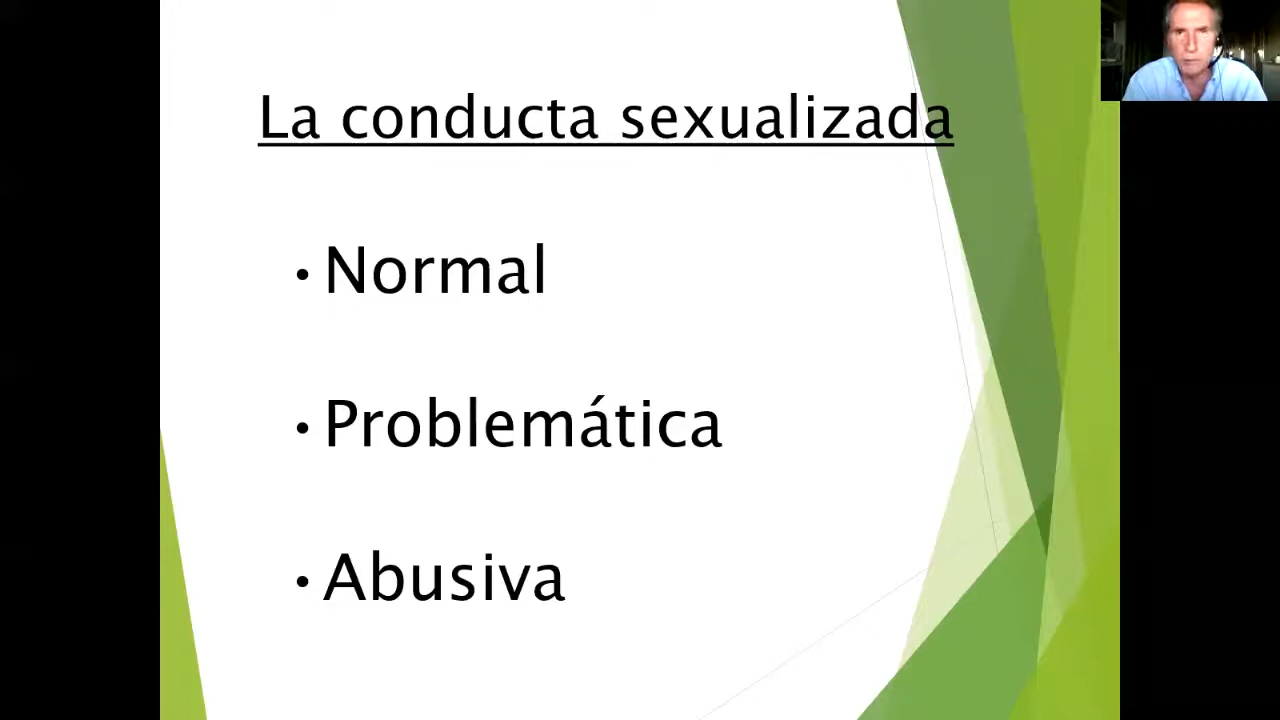 La conducta sexualizada
• Normal
• Problemática
• Abusiva